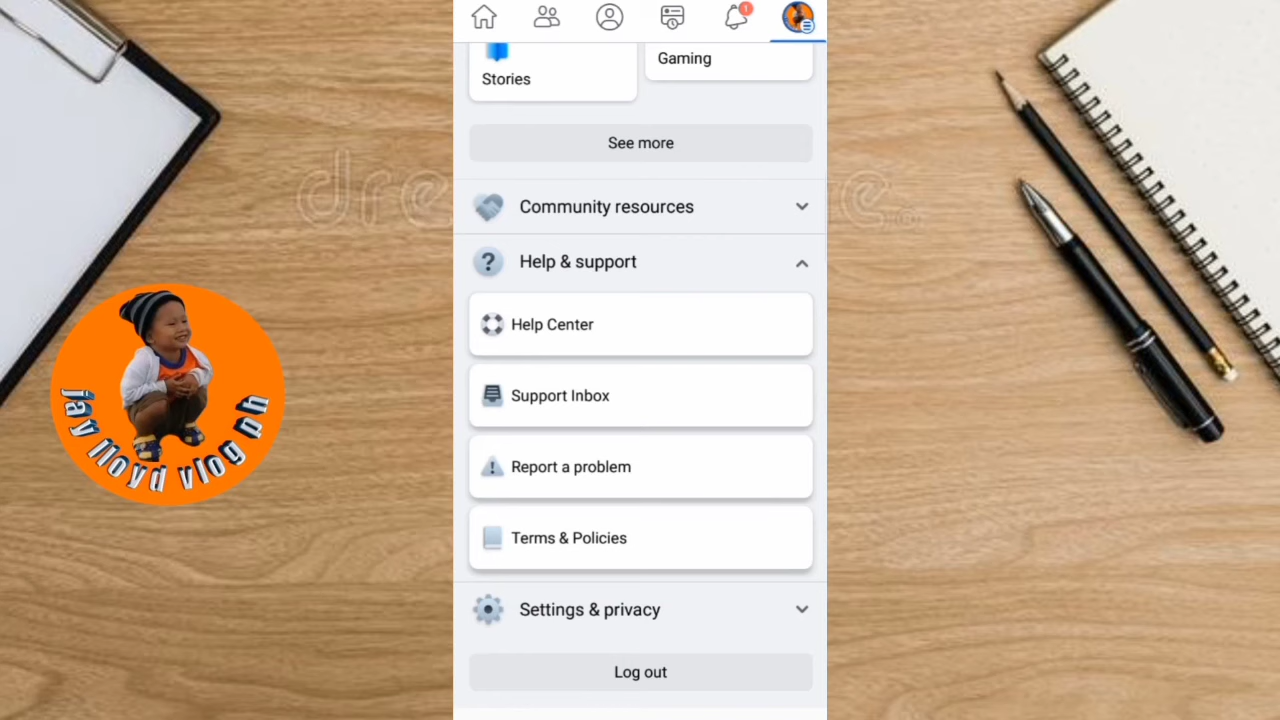 1
Stories
Gaming
See more
Community resources
Help & support
Help Center
Support Inbox
Report a problem
Terms & Policies
Settings & privacy
Log out
jay lloyd vlog ph